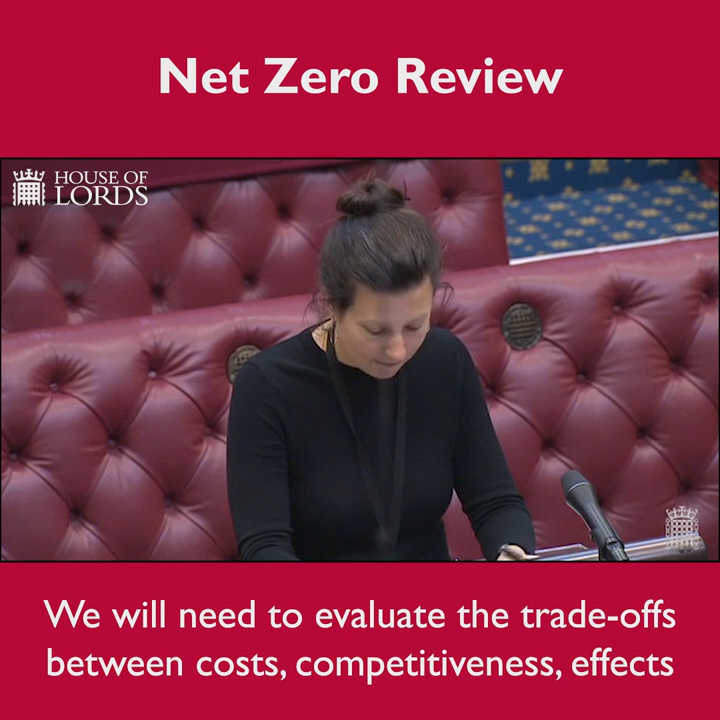 Net Zero Review
HOUSE OF
LORDS
We will need to evaluate the trade-offs
between costs, competitiveness, effects